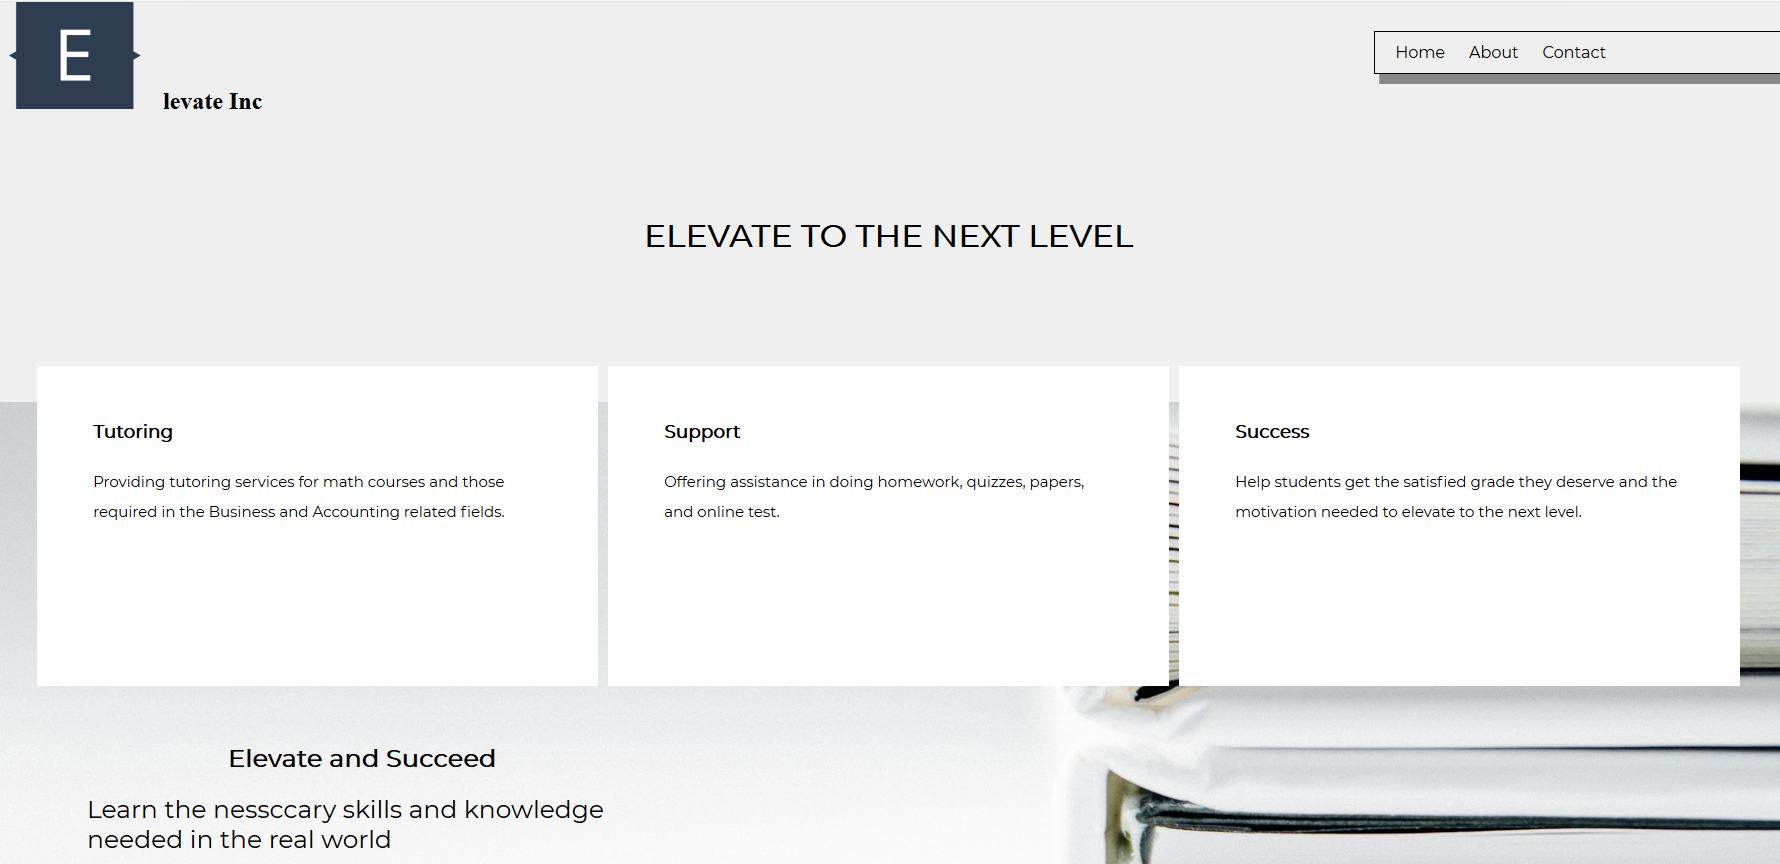 E
levate Inc
Home About Contact
ELEVATE TO THE NEXT LEVEL
Tutoring
Providing tutoring services for math courses and those
required in the Business and Accounting related fields.
Support
Offering assistance in doing homework, quizzes, papers,
and online test.
Success
Help students get the satisfied grade they deserve and the
motivation needed to elevate to the next level.
Elevate and Succeed
Learn the nessccary skills and knowledge
needed in the real world